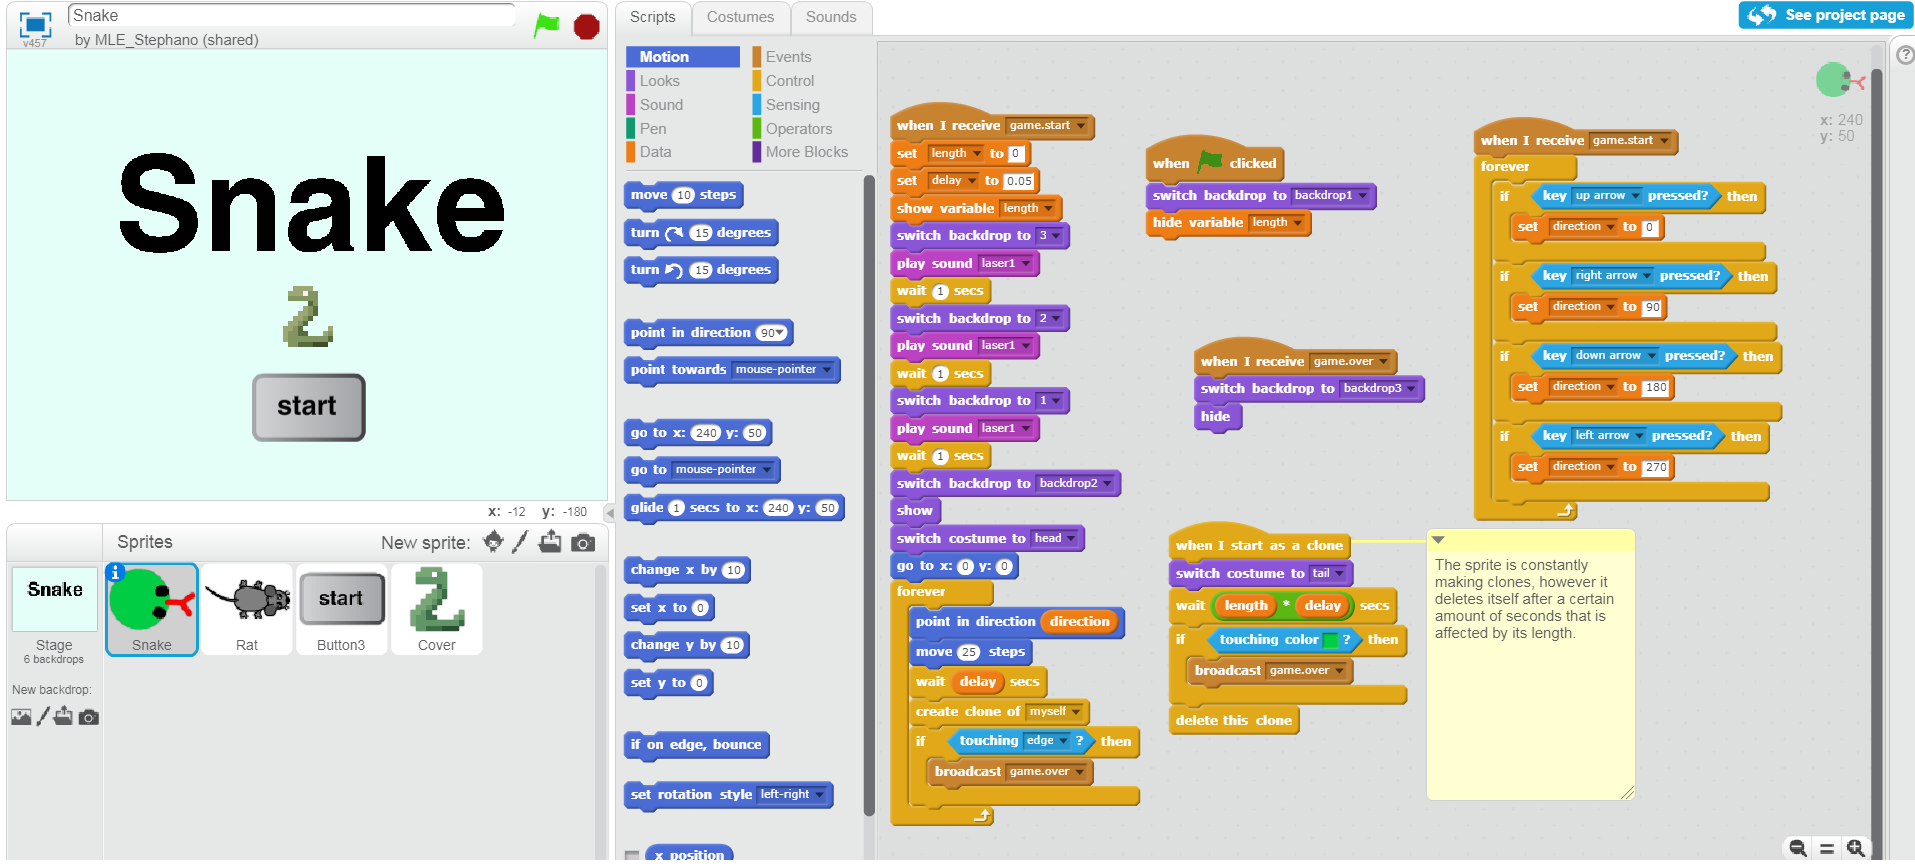 Snake
by MLE_Stephano (shared)
v457
Scripts
Costumes
Sounds
See project page
Snake
start
x: -12 y: -180
Sprites
New sprite:
Snake
Stage
6 backdrops
New backdrop:
Snake
Rat
start
Button3
Cover
Motion
Looks
Sound
Pen
Data
Events
Control
Sensing
Operators
More Blocks
move 10 steps
turn 15 degrees
turn 15 degrees
point in direction 90
point towards mouse-pointer
go to x: 240 y: 50
go to mouse-pointer
glide 1 secs to x: 240 y: 50
change x by 10
set x to 0
change y by 10
set y to 0
if on edge, bounce
set rotation style left-right
x position
when I receive game.start
set length to 0
set delay to 0.05
show variable length
switch backdrop to 3
play sound laser1
wait 1 secs
switch backdrop to 2
play sound laser1
wait 1 secs
switch backdrop to 1
play sound laser1
wait 1 secs
switch backdrop to backdrop2
show
switch costume to head
go to x: 0 y: 0
forever
point in direction direction
move 25 steps
wait delay secs
create clone of myself
if touching edge ? then
broadcast game.over
when clicked
switch backdrop to backdrop1
hide variable length
when I receive game.over
switch backdrop to backdrop3
hide
when I start as a clone
switch costume to tail
wait length * delay secs
if touching color ? then
broadcast game.over
delete this clone
The sprite is constantly
making clones, however it
deletes itself after a certain
amount of seconds that is
affected by its length.
when I receive game.start
forever
if key up arrow pressed? then
set direction to 0
if key right arrow pressed? then
set direction to 90
if key down arrow pressed? then
set direction to 180
if key left arrow pressed? then
set direction to 270
x: 240
y: 50
?